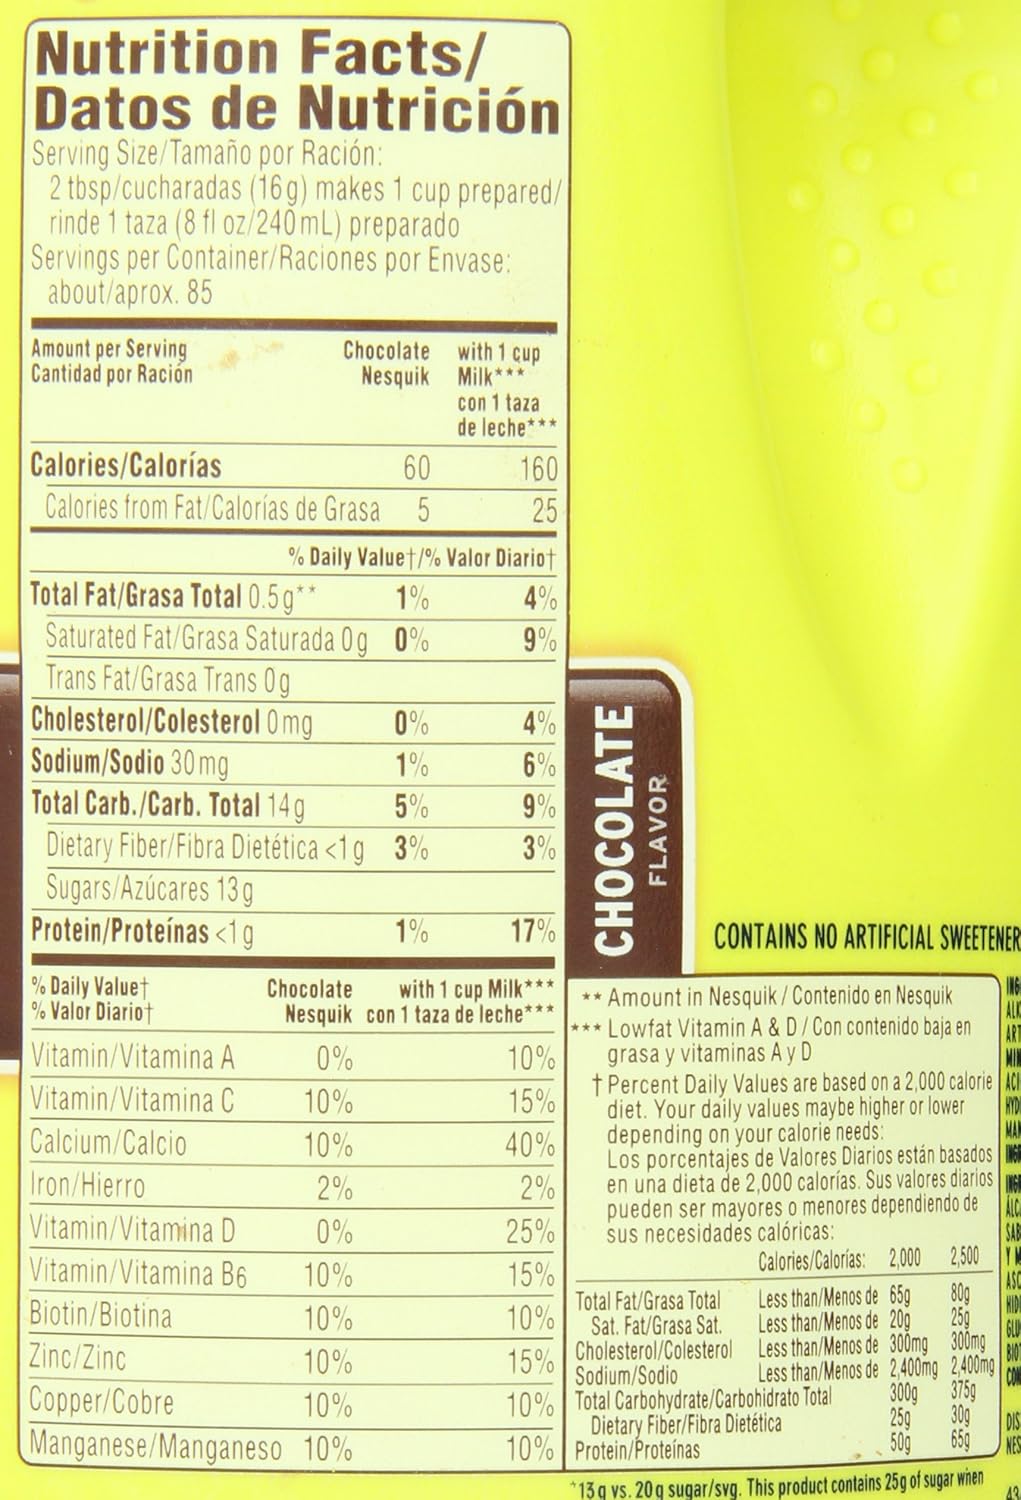 Nutrition Facts/
Datos de Nutrición
Serving Size/Tamaño por Ración:
2 tbsp/cucharadas (16g) makes 1 cup prepared/
rinde 1 taza (8 fl oz/240mL) preparado
Servings per Container/Raciones por Envase:
about/aprox. 85
Amount per Serving
Cantidad por Ración
Chocolate
Nesquik
with 1 cup
Milk***
con 1 taza
de leche***
Calories/Calorías 60 160
Calories from Fat/Calorías de Grasa 5 25
% Daily Value†/% Valor Diario†
Total Fat/Grasa Total 0.5g** 1% 4%
Saturated Fat/Grasa Saturada 0g 0% 9%
Trans Fat/Grasa Trans 0g
Cholesterol/Colesterol 0mg 0% 4%
Sodium/Sodio 30mg 1% 6%
Total Carb./Carb. Total 14g 5% 9%
Dietary Fiber/Fibra Dietética <1g 3% 3%
Sugars/Azúcares 13g
Protein/Proteínas <1g 1% 17%
% Daily Value† Chocolate with 1 cup Milk***
% Valor Diario† Nesquik con 1 taza de leche***
Vitamin/Vitamina A 0% 10%
Vitamin/Vitamina C 10% 15%
Calcium/Calcio 10% 40%
Iron/Hierro 2% 2%
Vitamin/Vitamina D 0% 25%
Vitamin/Vitamina B6 10% 15%
Biotin/Biotina 10% 10%
Zinc/Zinc 10% 15%
Copper/Cobre 10% 10%
Manganese/Manganeso 10% 10%
CHOCOLATE
FLAVOR
CONTAINS NO ARTIFICIAL SWEETENER
** Amount in Nesquik / Contenido en Nesquik
*** Lowfat Vitamin A & D / Con contenido baja en
grasa y vitaminas A y D
† Percent Daily Values are based on a 2,000 calorie
diet. Your daily values maybe higher or lower
depending on your calorie needs:
Los porcentajes de Valores Diarios están basados
en una dieta de 2,000 calorías. Sus valores diarios
pueden ser mayores o menores dependiendo de
sus necesidades calóricas:
Calories/Calorías: 2,000 2,500
Total Fat/Grasa Total Less than/Menos de 65g 80g
Sat. Fat/Grasa Sat. Less than/Menos de 20g 25g
Cholesterol/Colesterol Less than/Menos de 300mg 300mg
Sodium/Sodio Less than/Menos de 2,400mg 2,400mg
Total Carbohydrate/Carbohidrato Total 300g 375g
Dietary Fiber/Fibra Dietética 25g 30g
Protein/Proteínas 50g 65g
*13g vs. 20g sugar/svg. This product contains 25g of sugar when